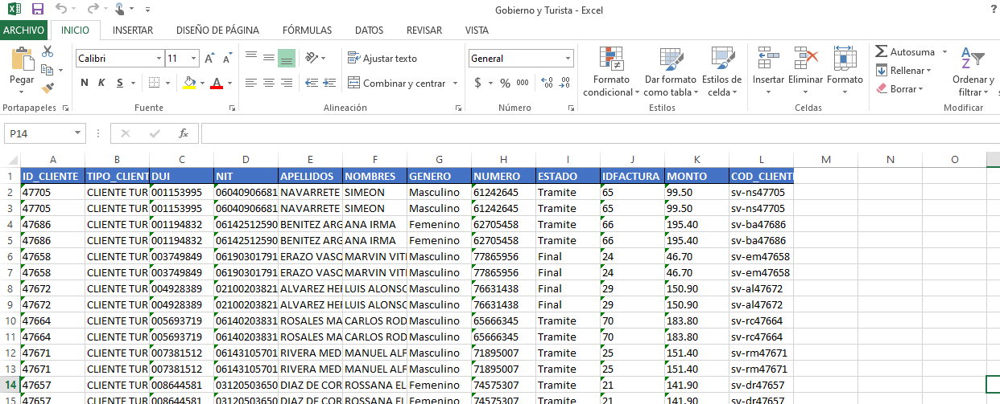 Gobierno y Turista - Excel ?
ARCHIVO INICIO INSERTAR DISEÑO DE PÁGINA FÓRMULAS DATOS REVISAR VISTA
Calibri 11 Ajustar texto General Autosuma
Pegar N K S Combinar y centrar $ % 000 Formato condicional Dar formato como tabla Estilos de celda Insertar Eliminar Formato Rellenar Borrar Ordenar y filtrar
Portapapeles Fuente Alineación Número Estilos Celdas Modificar
P14 fx
A B C D E F G H I J K L M N O
1 ID_CLIENTE TIPO_CLIENT DUI NIT APELLIDOS NOMBRES GENERO NUMERO ESTADO IDFACTURA MONTO COD_CLIENTE
2 47705 CLIENTE TUR 001153995 06040906681 NAVARRETE SIMEON Masculino 61242645 Tramite 65 99.50 sv-ns47705
3 47705 CLIENTE TUR 001153995 06040906681 NAVARRETE SIMEON Masculino 61242645 Tramite 65 99.50 sv-ns47705
4 47686 CLIENTE TUR 001194832 06142512590 BENITEZ ARG ANA IRMA Femenino 62705458 Tramite 66 195.40 sv-ba47686
5 47686 CLIENTE TUR 001194832 06142512590 BENITEZ ARG ANA IRMA Femenino 62705458 Tramite 66 195.40 sv-ba47686
6 47658 CLIENTE TUR 003749849 06190301791 ERAZO VASQ MARVIN VITI Masculino 77865956 Final 24 46.70 sv-em47658
7 47658 CLIENTE TUR 003749849 06190301791 ERAZO VASQ MARVIN VITI Masculino 77865956 Final 24 46.70 sv-em47658
8 47672 CLIENTE TUR 004928389 02100203821 ALVAREZ HER LUIS ALONSO Masculino 76631438 Final 29 150.90 sv-al47672
9 47672 CLIENTE TUR 004928389 02100203821 ALVAREZ HER LUIS ALONSO Masculino 76631438 Final 29 150.90 sv-al47672
10 47664 CLIENTE TUR 005693719 06140203831 ROSALES MA CARLOS ROD Masculino 65666345 Tramite 70 183.80 sv-rc47664
11 47664 CLIENTE TUR 005693719 06140203831 ROSALES MA CARLOS ROD Masculino 65666345 Tramite 70 183.80 sv-rc47664
12 47671 CLIENTE TUR 007381512 06143105701 RIVERA MED MANUEL ALF Masculino 71895007 Tramite 25 151.40 sv-rm47671
13 47671 CLIENTE TUR 007381512 06143105701 RIVERA MED MANUEL ALF Masculino 71895007 Tramite 25 151.40 sv-rm47671
14 47657 CLIENTE TUR 008644581 03120503650 DIAZ DE COR ROSSANA EL Femenino 74575307 Tramite 21 141.90 sv-dr47657
15 47657 CLIENTE TUR 008644581 03120503650 DIAZ DE COR ROSSANA EL Femenino 74575307 Tramite 21 141.90 sv-dr47657